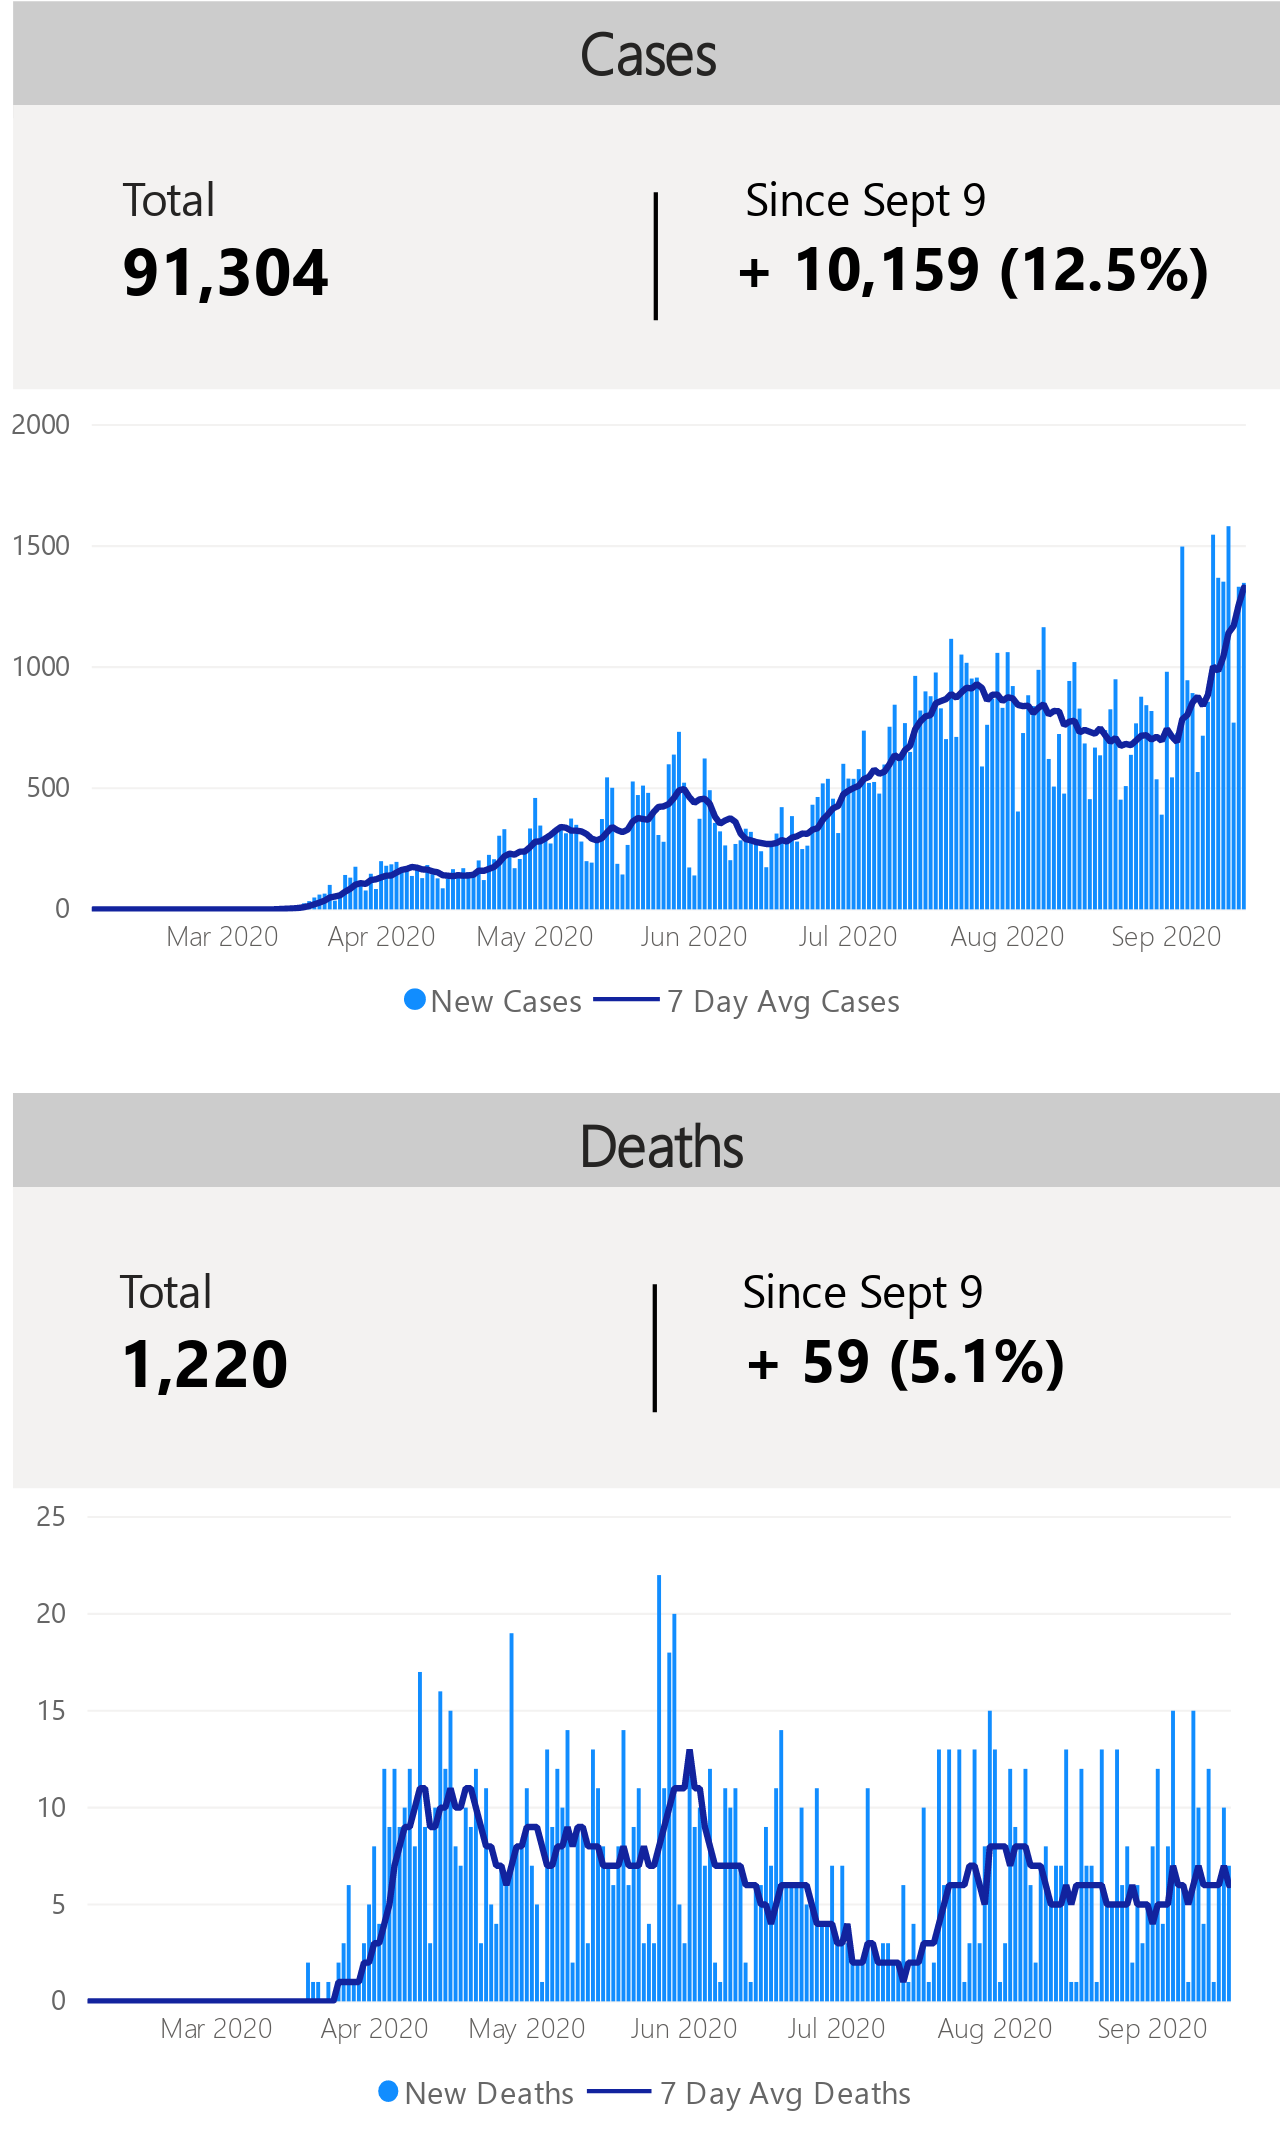 Cases
Total
Since Sept 9
91,304
+ 10,159 (12.5%)
2000
1500
1000
500
0
Mar 2020 Apr 2020 May 2020 Jun 2020 Jul 2020 Aug 2020 Sep 2020
New Cases 7 Day Avg Cases
Deaths
Total
Since Sept 9
1,220
+ 59 (5.1%)
25
20
15
10
5
0
Mar 2020 Apr 2020 May 2020 Jun 2020 Jul 2020 Aug 2020 Sep 2020
New Deaths 7 Day Avg Deaths